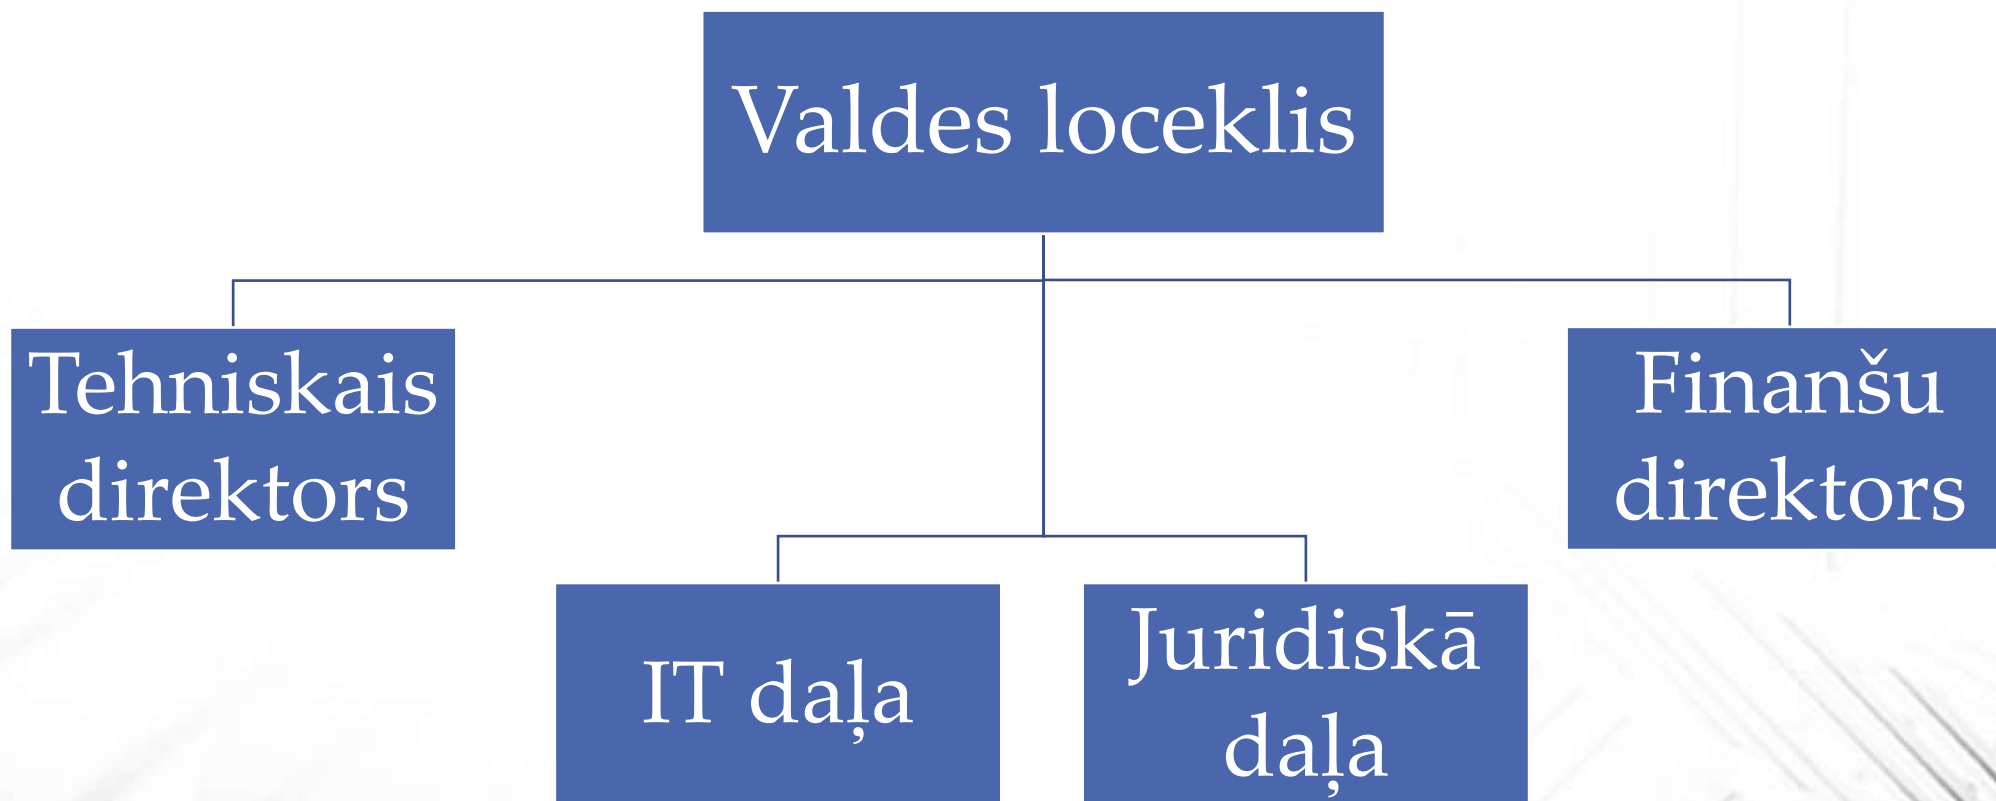 Valdes loceklis
Tehniskais
direktors
Finanšu
direktors
IT daļa
Juridiskā
daļa